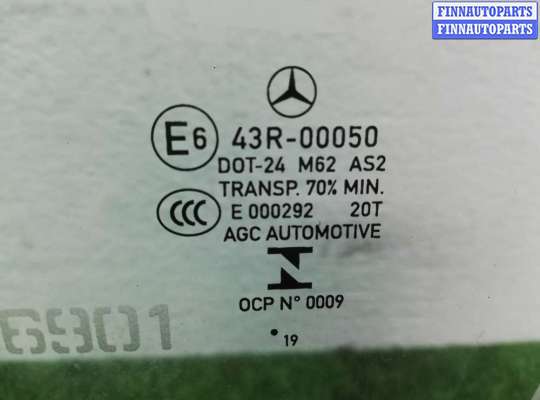 FINNAUTOPARTS
FINNAUTOPARTS
E6 43R-00050
DOT-24 M62 AS2
TRANSP. 70% MIN.
CCC E 000292 20T
AGC AUTOMOTIVE
N
OCP N° 0009
6901
19